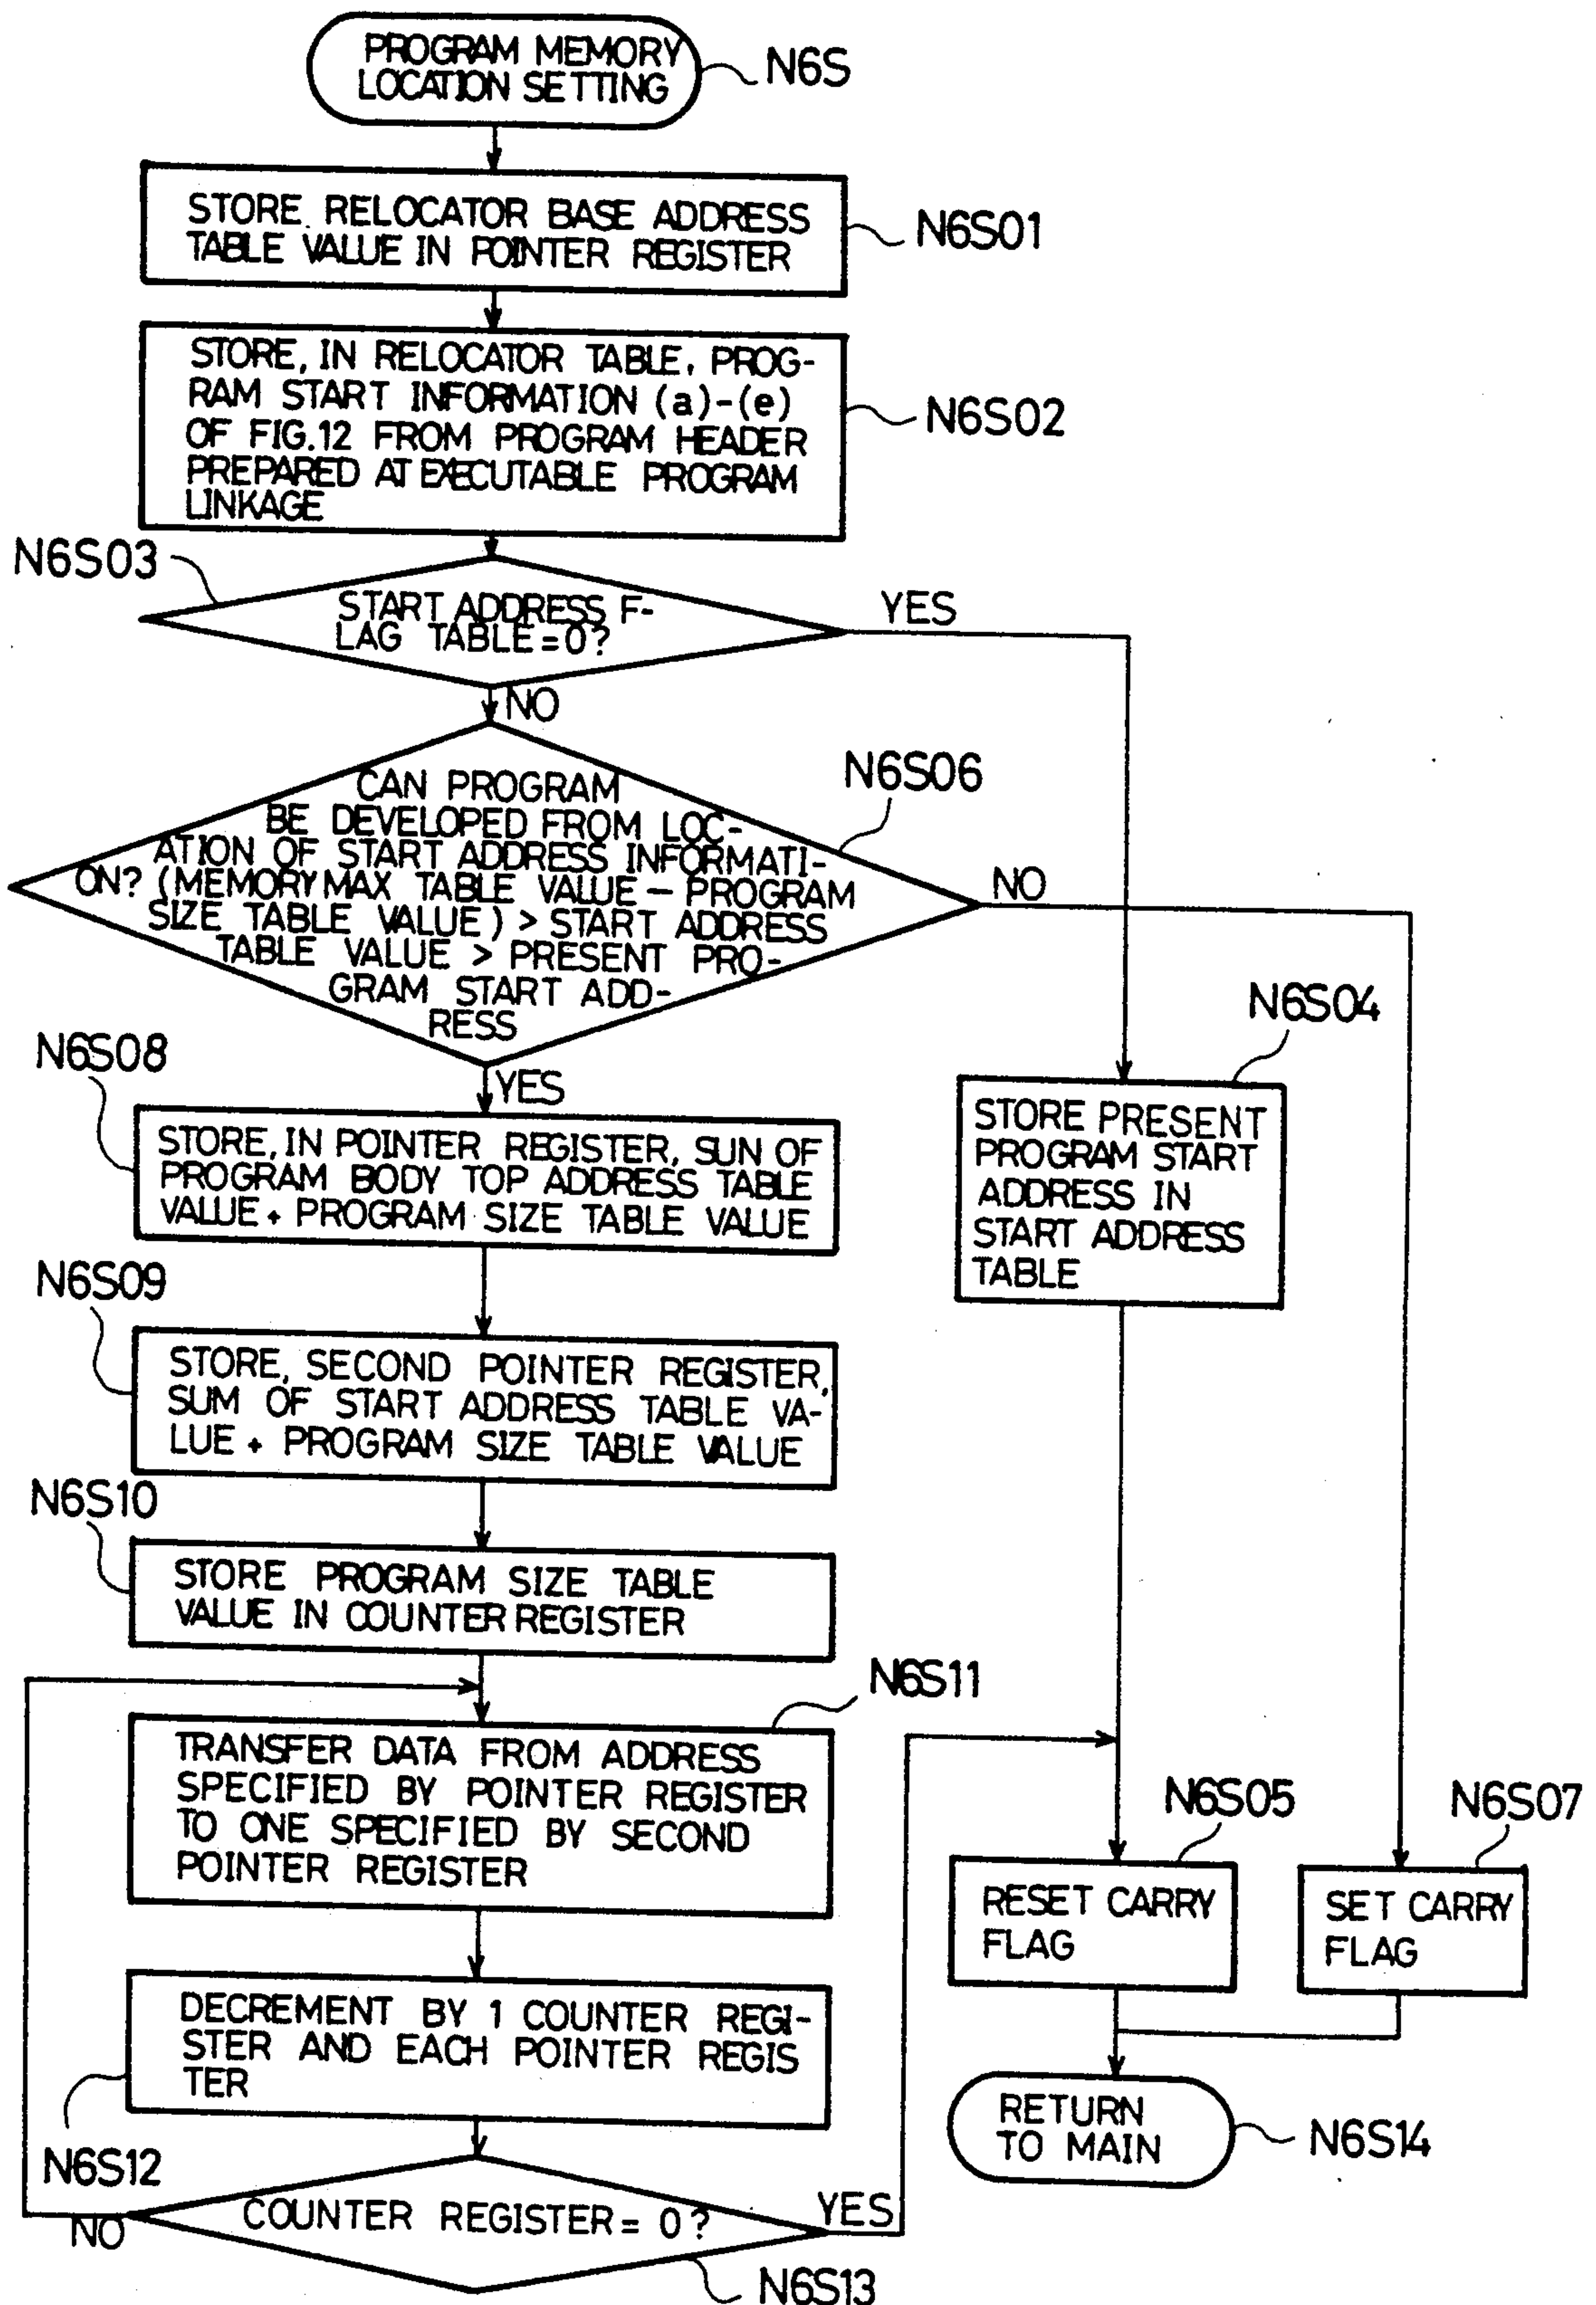 PROGRAM MEMORY
LOCATION SETTING
N6S
STORE RELOCATOR BASE ADDRESS
TABLE VALUE IN POINTER REGISTER
N6S01
STORE, IN RELOCATOR TABLE, PROG-
RAM START INFORMATION (a)-(e)
OF FIG.12 FROM PROGRAM HEADER
PREPARED AT EXECUTABLE PROGRAM
LINKAGE
N6S02
N6S03
START ADDRESS F-
LAG TABLE=0?
YES
NO
CAN PROGRAM
BE DEVELOPED FROM LOC-
ATION OF START ADDRESS INFORMATI-
ON? (MEMORY MAX TABLE VALUE - PROGRAM
SIZE TABLE VALUE) > START ADDRESS
TABLE VALUE > PRESENT PRO-
GRAM START ADD-
RESS
N6S06
NO
YES
N6S08
STORE, IN POINTER REGISTER, SUN OF
PROGRAM BODY TOP ADDRESS TABLE
VALUE + PROGRAM SIZE TABLE VALUE
N6S04
STORE PRESENT
PROGRAM START
ADDRESS IN
START ADDRESS
TABLE
N6S09
STORE, SECOND POINTER REGISTER,
SUM OF START ADDRESS TABLE VA-
LUE + PROGRAM SIZE TABLE VALUE
N6S10
STORE PROGRAM SIZE TABLE
VALUE IN COUNTER REGISTER
N6S11
TRANSFER DATA FROM ADDRESS
SPECIFIED BY POINTER REGISTER
TO ONE SPECIFIED BY SECOND
POINTER REGISTER
N6S05
RESET CARRY
FLAG
N6S07
SET CARRY
FLAG
DECREMENT BY 1 COUNTER REGI-
STER AND EACH POINTER REGIS
TER
N6S12
RETURN
TO MAIN
N6S14
COUNTER REGISTER= 0?
YES
NO
N6S13